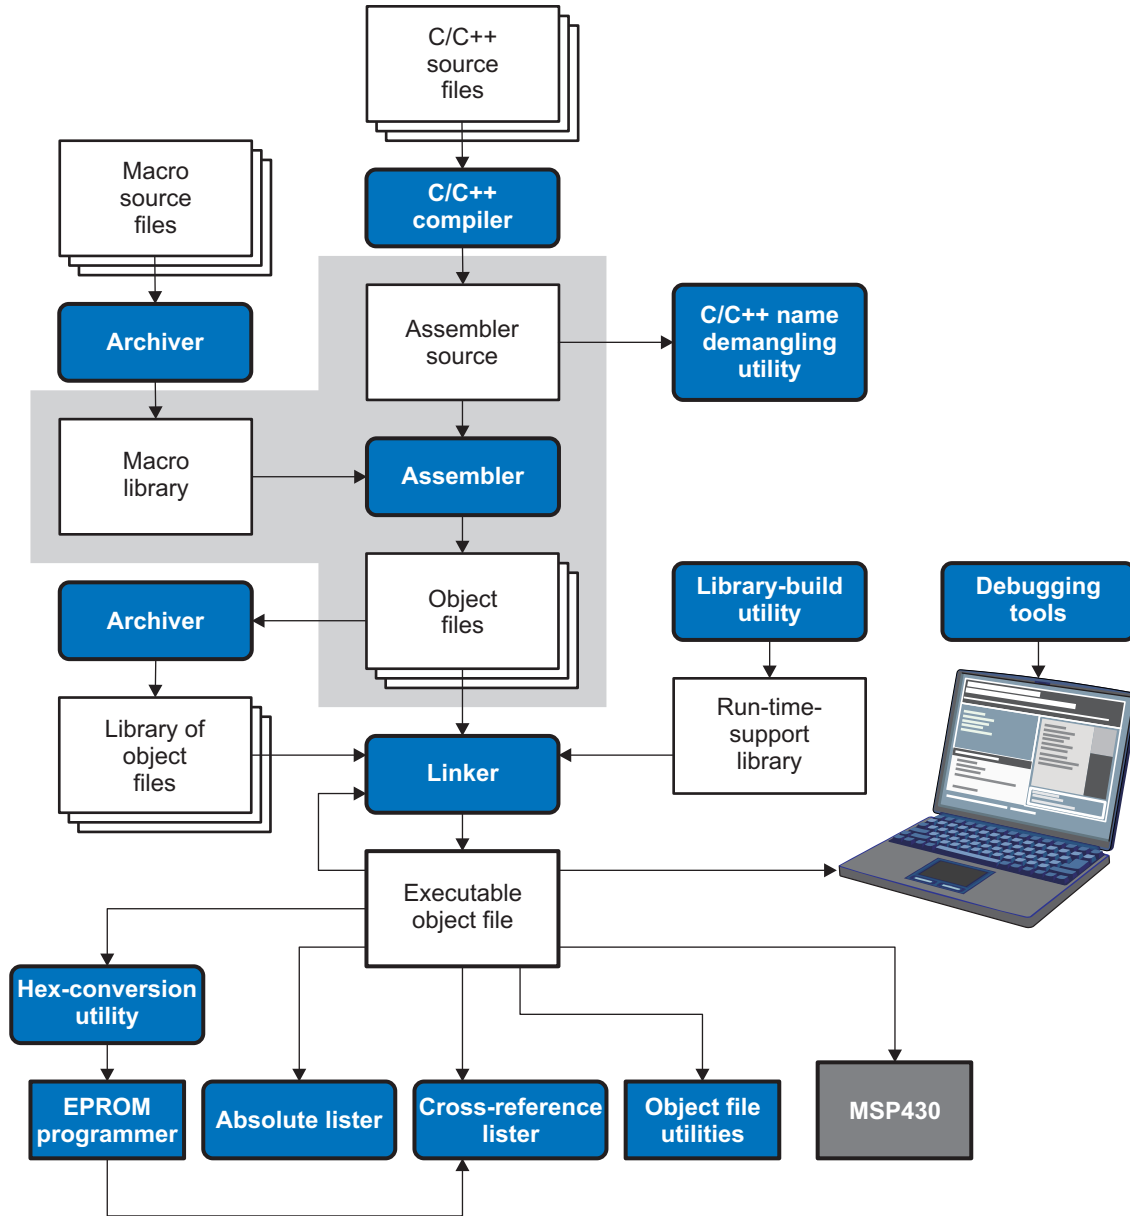 C/C++
source
files
Macro
source
files
C/C++
compiler
Archiver
Assembler
source
C/C++ name
demangling
utility
Macro
library
Assembler
Archiver
Object
files
Library-build
utility
Debugging
tools
Library of
object
files
Linker
Run-time-
support
library
Executable
object file
Hex-conversion
utility
EPROM
programmer
Absolute lister
Cross-reference
lister
Object file
utilities
MSP430